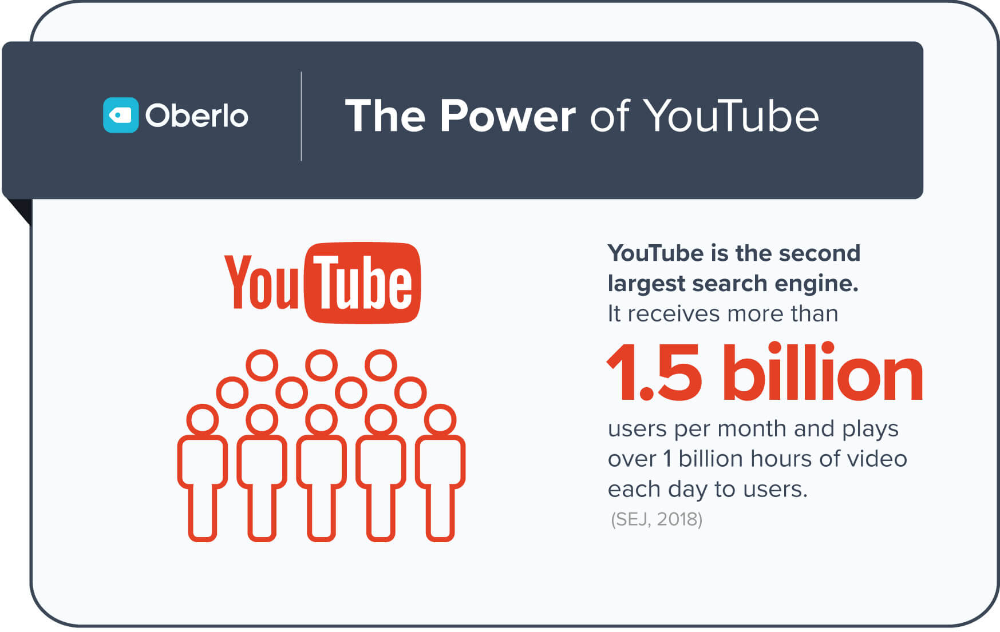 Oberlo
The Power of YouTube
YouTube
YouTube is the second
largest search engine.
It receives more than
1.5 billion
users per month and plays
over 1 billion hours of video
each day to users.
(SEJ, 2018)